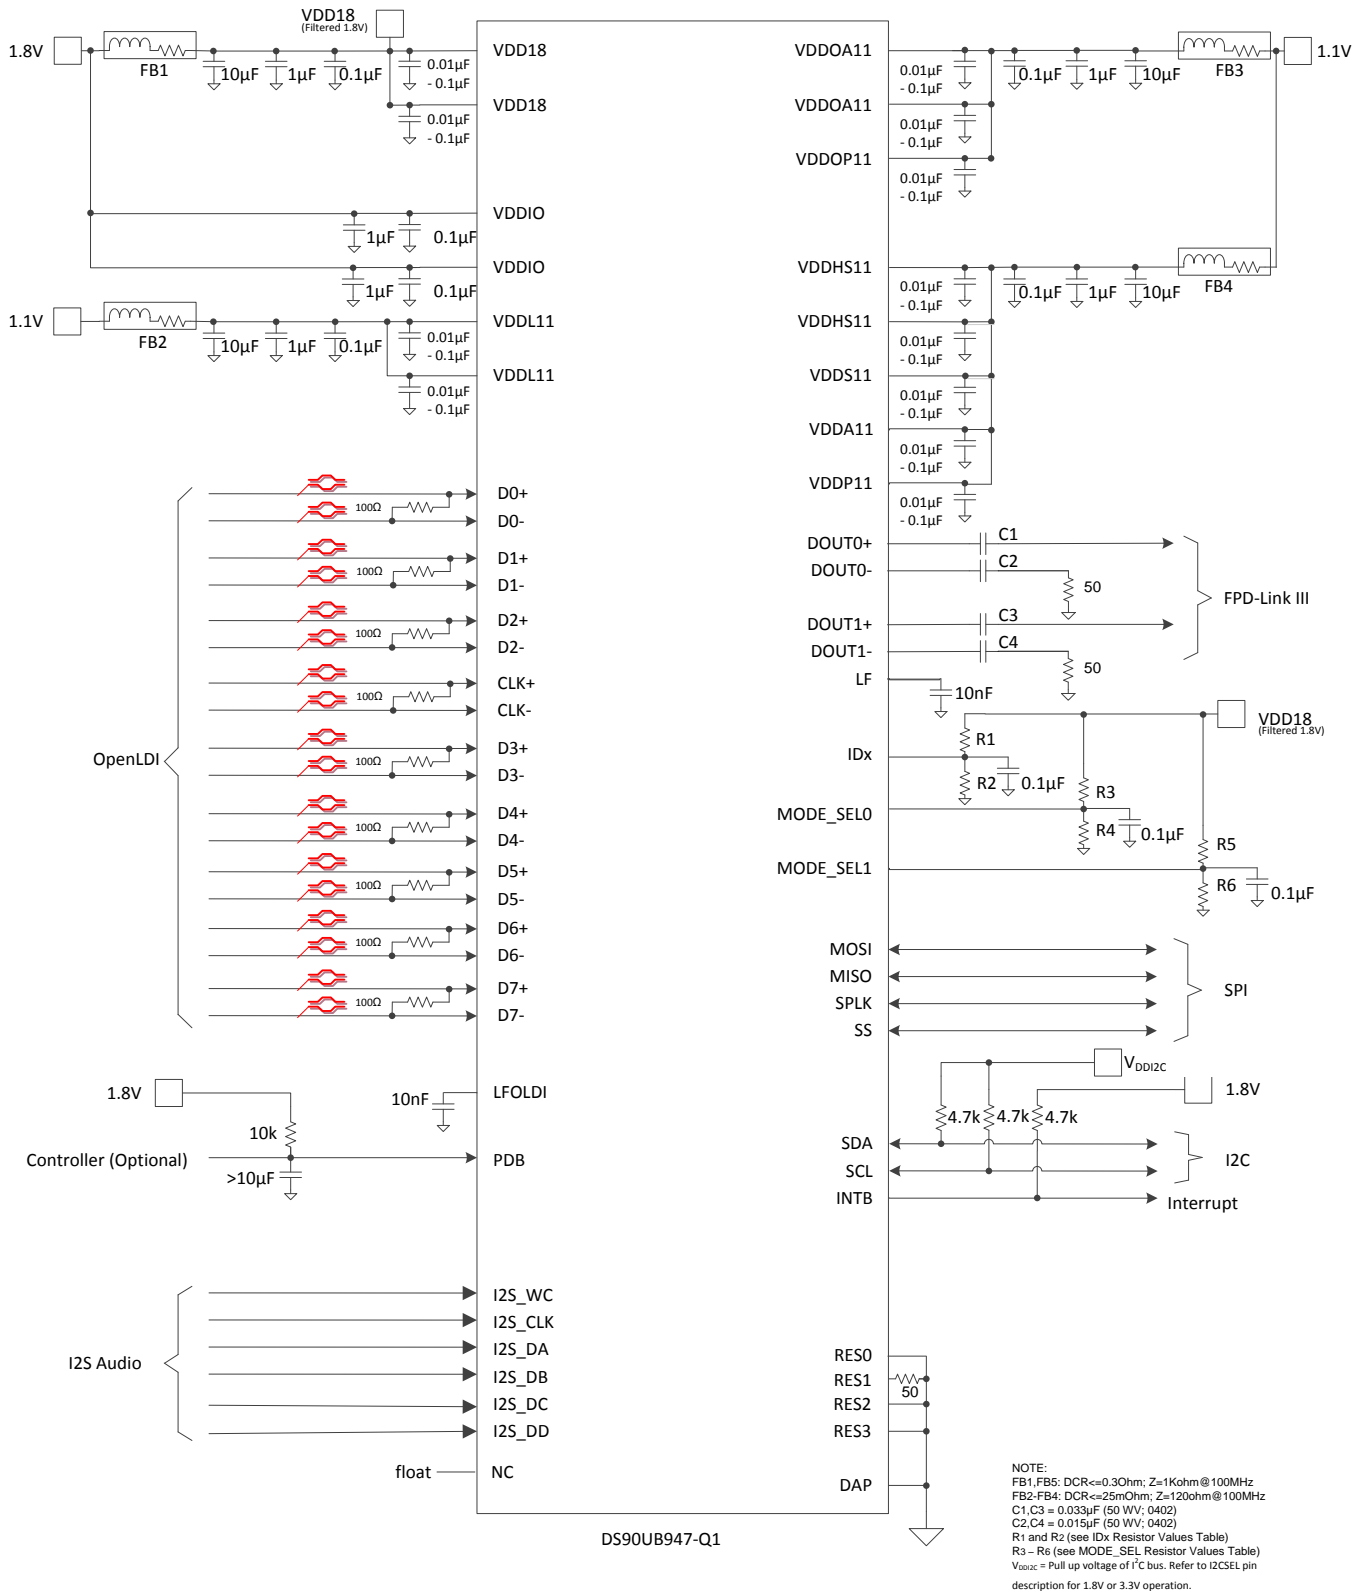 VDD18
(Filtered 1.8V)
1.8V
FB1
10µF
1µF
0.1µF
0.01µF
- 0.1µF
VDD18
0.01µF
- 0.1µF
VDD18
1µF
0.1µF
VDDIO
1µF
0.1µF
VDDIO
1.1V
FB2
10µF
1µF
0.1µF
0.01µF
- 0.1µF
VDDL11
0.01µF
- 0.1µF
VDDL11
OpenLDI
100Ω
D0+
D0-
100Ω
D1+
D1-
100Ω
D2+
D2-
100Ω
CLK+
CLK-
100Ω
D3+
D3-
100Ω
D4+
D4-
100Ω
D5+
D5-
100Ω
D6+
D6-
100Ω
D7+
D7-
1.8V
10nF
LFOLDI
10k
Controller (Optional)
>10µF
PDB
I2S Audio
I2S_WC
I2S_CLK
I2S_DA
I2S_DB
I2S_DC
I2S_DD
float
NC
DS90UB947-Q1
VDDOA11
0.01µF
- 0.1µF
0.1µF
1µF
10µF
FB3
1.1V
VDDOA11
0.01µF
- 0.1µF
VDDOP11
0.01µF
- 0.1µF
VDDHS11
0.01µF
- 0.1µF
0.1µF
1µF
10µF
FB4
VDDHS11
0.01µF
- 0.1µF
VDDS11
0.01µF
- 0.1µF
VDDA11
0.01µF
- 0.1µF
VDDP11
0.01µF
- 0.1µF
DOUT0+
C1
DOUT0-
C2
50
DOUT1+
C3
DOUT1-
C4
50
FPD-Link III
LF
10nF
VDD18
(Filtered 1.8V)
IDx
R1
R2
0.1µF
MODE_SEL0
R3
R4
0.1µF
MODE_SEL1
R5
R6
0.1µF
MOSI
MISO
SPLK
SS
SPI
VDDI2C
1.8V
4.7k
4.7k
4.7k
SDA
SCL
I2C
INTB
Interrupt
RES0
RES1
50
RES2
RES3
DAP
NOTE:
FB1,FB5: DCR<=0.3Ohm; Z=1Kohm@100MHz
FB2-FB4: DCR<=25mOhm; Z=120ohm@100MHz
C1,C3 = 0.033µF (50 WV; 0402)
C2,C4 = 0.015µF (50 WV; 0402)
R1 and R2 (see IDx Resistor Values Table)
R3 – R6 (see MODE_SEL Resistor Values Table)
VDDI2C = Pull up voltage of I2C bus. Refer to I2CSEL pin
description for 1.8V or 3.3V operation.